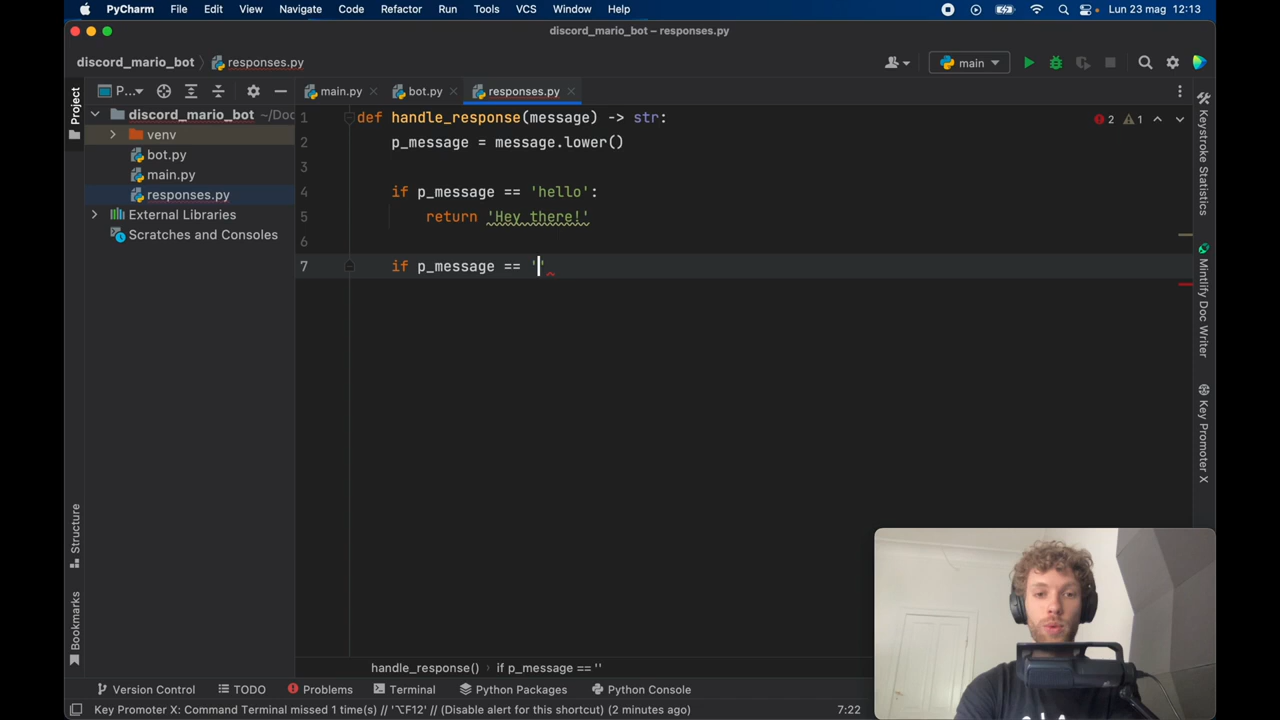 PyCharm File Edit View Navigate Code Refactor Run Tools VCS Window Help Lun 23 mag 12:13
discord_mario_bot – responses.py
discord_mario_bot responses.py main
P... main.py bot.py responses.py
Project
discord_mario_bot ~/Doc
venv
bot.py
main.py
responses.py
External Libraries
Scratches and Consoles
1 def handle_response(message) -> str: 2 1
2 p_message = message.lower()
3
4 if p_message == 'hello':
5 return 'Hey there!'
6
7 if p_message == ''
Keystroke Statistics
Mintlify Doc Writer
Key Promoter X
Structure
Bookmarks
handle_response() if p_message == ''
Version Control TODO Problems Terminal Python Packages Python Console
Key Promoter X: Command Terminal missed 1 time(s) // '⌥F12' // (Disable alert for this shortcut) (2 minutes ago) 7:22